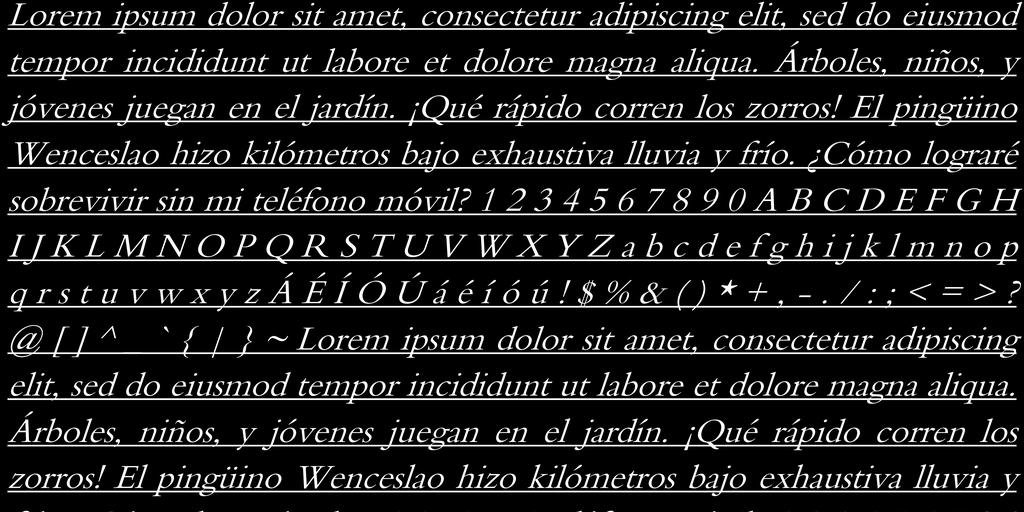 Lorem ipsum dolor sit amet, consectetur adipiscing elit, sed do eiusmod
tempor incididunt ut labore et dolore magna aliqua. Árboles, niños, y
jóvenes juegan en el jardín. ¡Qué rápido corren los zorros! El pingüino
Wenceslao hizo kilómetros bajo exhaustiva lluvia y frío. ¿Cómo lograré
sobrevivir sin mi teléfono móvil? 1 2 3 4 5 6 7 8 9 0 A B C D E F G H
I J K L M N O P Q R S T U V W X Y Z a b c d e f g h i j k l m n o p
q r s t u v w x y z Á É Í Ó Ú á é í ó ú ! $ % & ( ) * + , - . / : ; < = > ?
@ [ ] ^ _ ` { | } ~ Lorem ipsum dolor sit amet, consectetur adipiscing
elit, sed do eiusmod tempor incididunt ut labore et dolore magna aliqua.
Árboles, niños, y jóvenes juegan en el jardín. ¡Qué rápido corren los
zorros! El pingüino Wenceslao hizo kilómetros bajo exhaustiva lluvia y